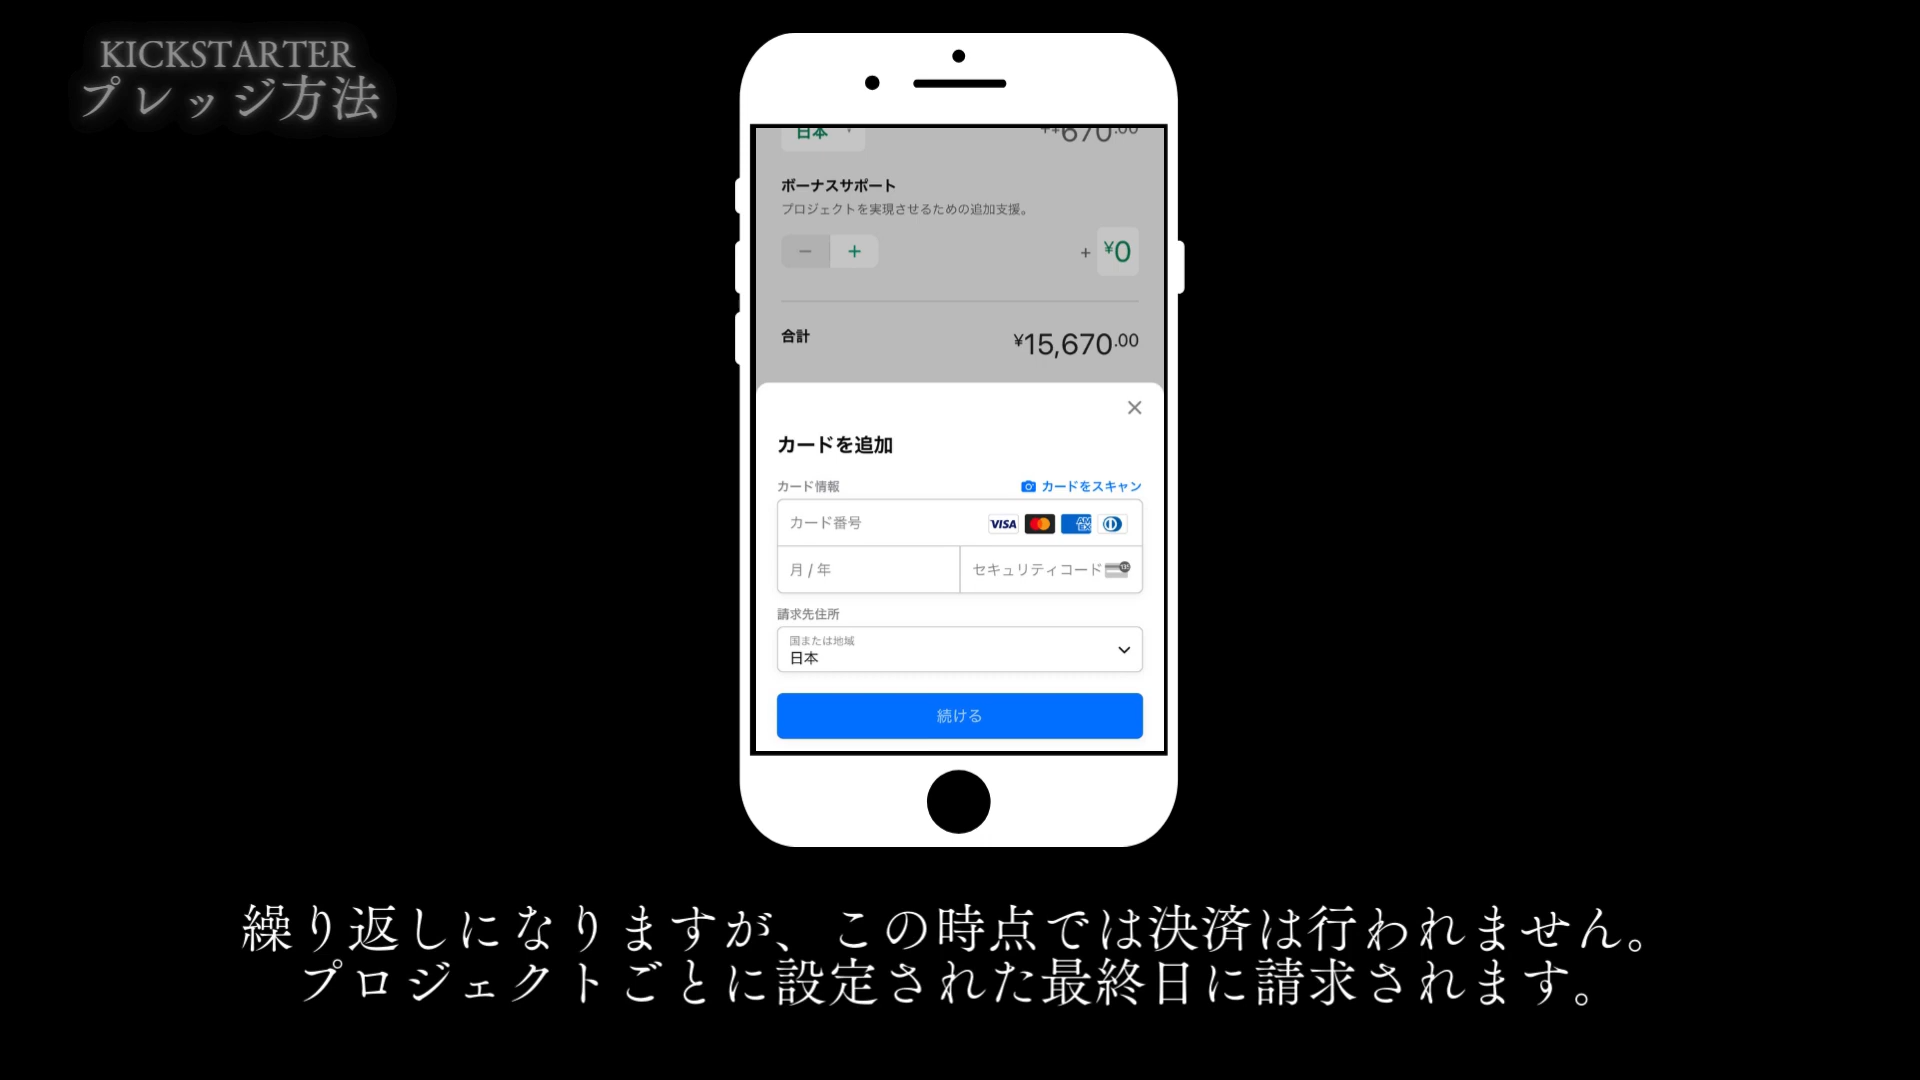 KICKSTARTER
プレッジ方法
日本
670.00
ボーナスサポート
プロジェクトを実現させるための追加支援。
− +
+ ¥0
合計
¥15,670.00
×
カードを追加
カード情報
カードをスキャン
カード番号
VISA
AM EX
月 / 年
セキュリティコード
請求先住所
国または地域
日本
続ける
繰り返しになりますが、この時点では決済は行われません。
プロジェクトごとに設定された最終日に請求されます。